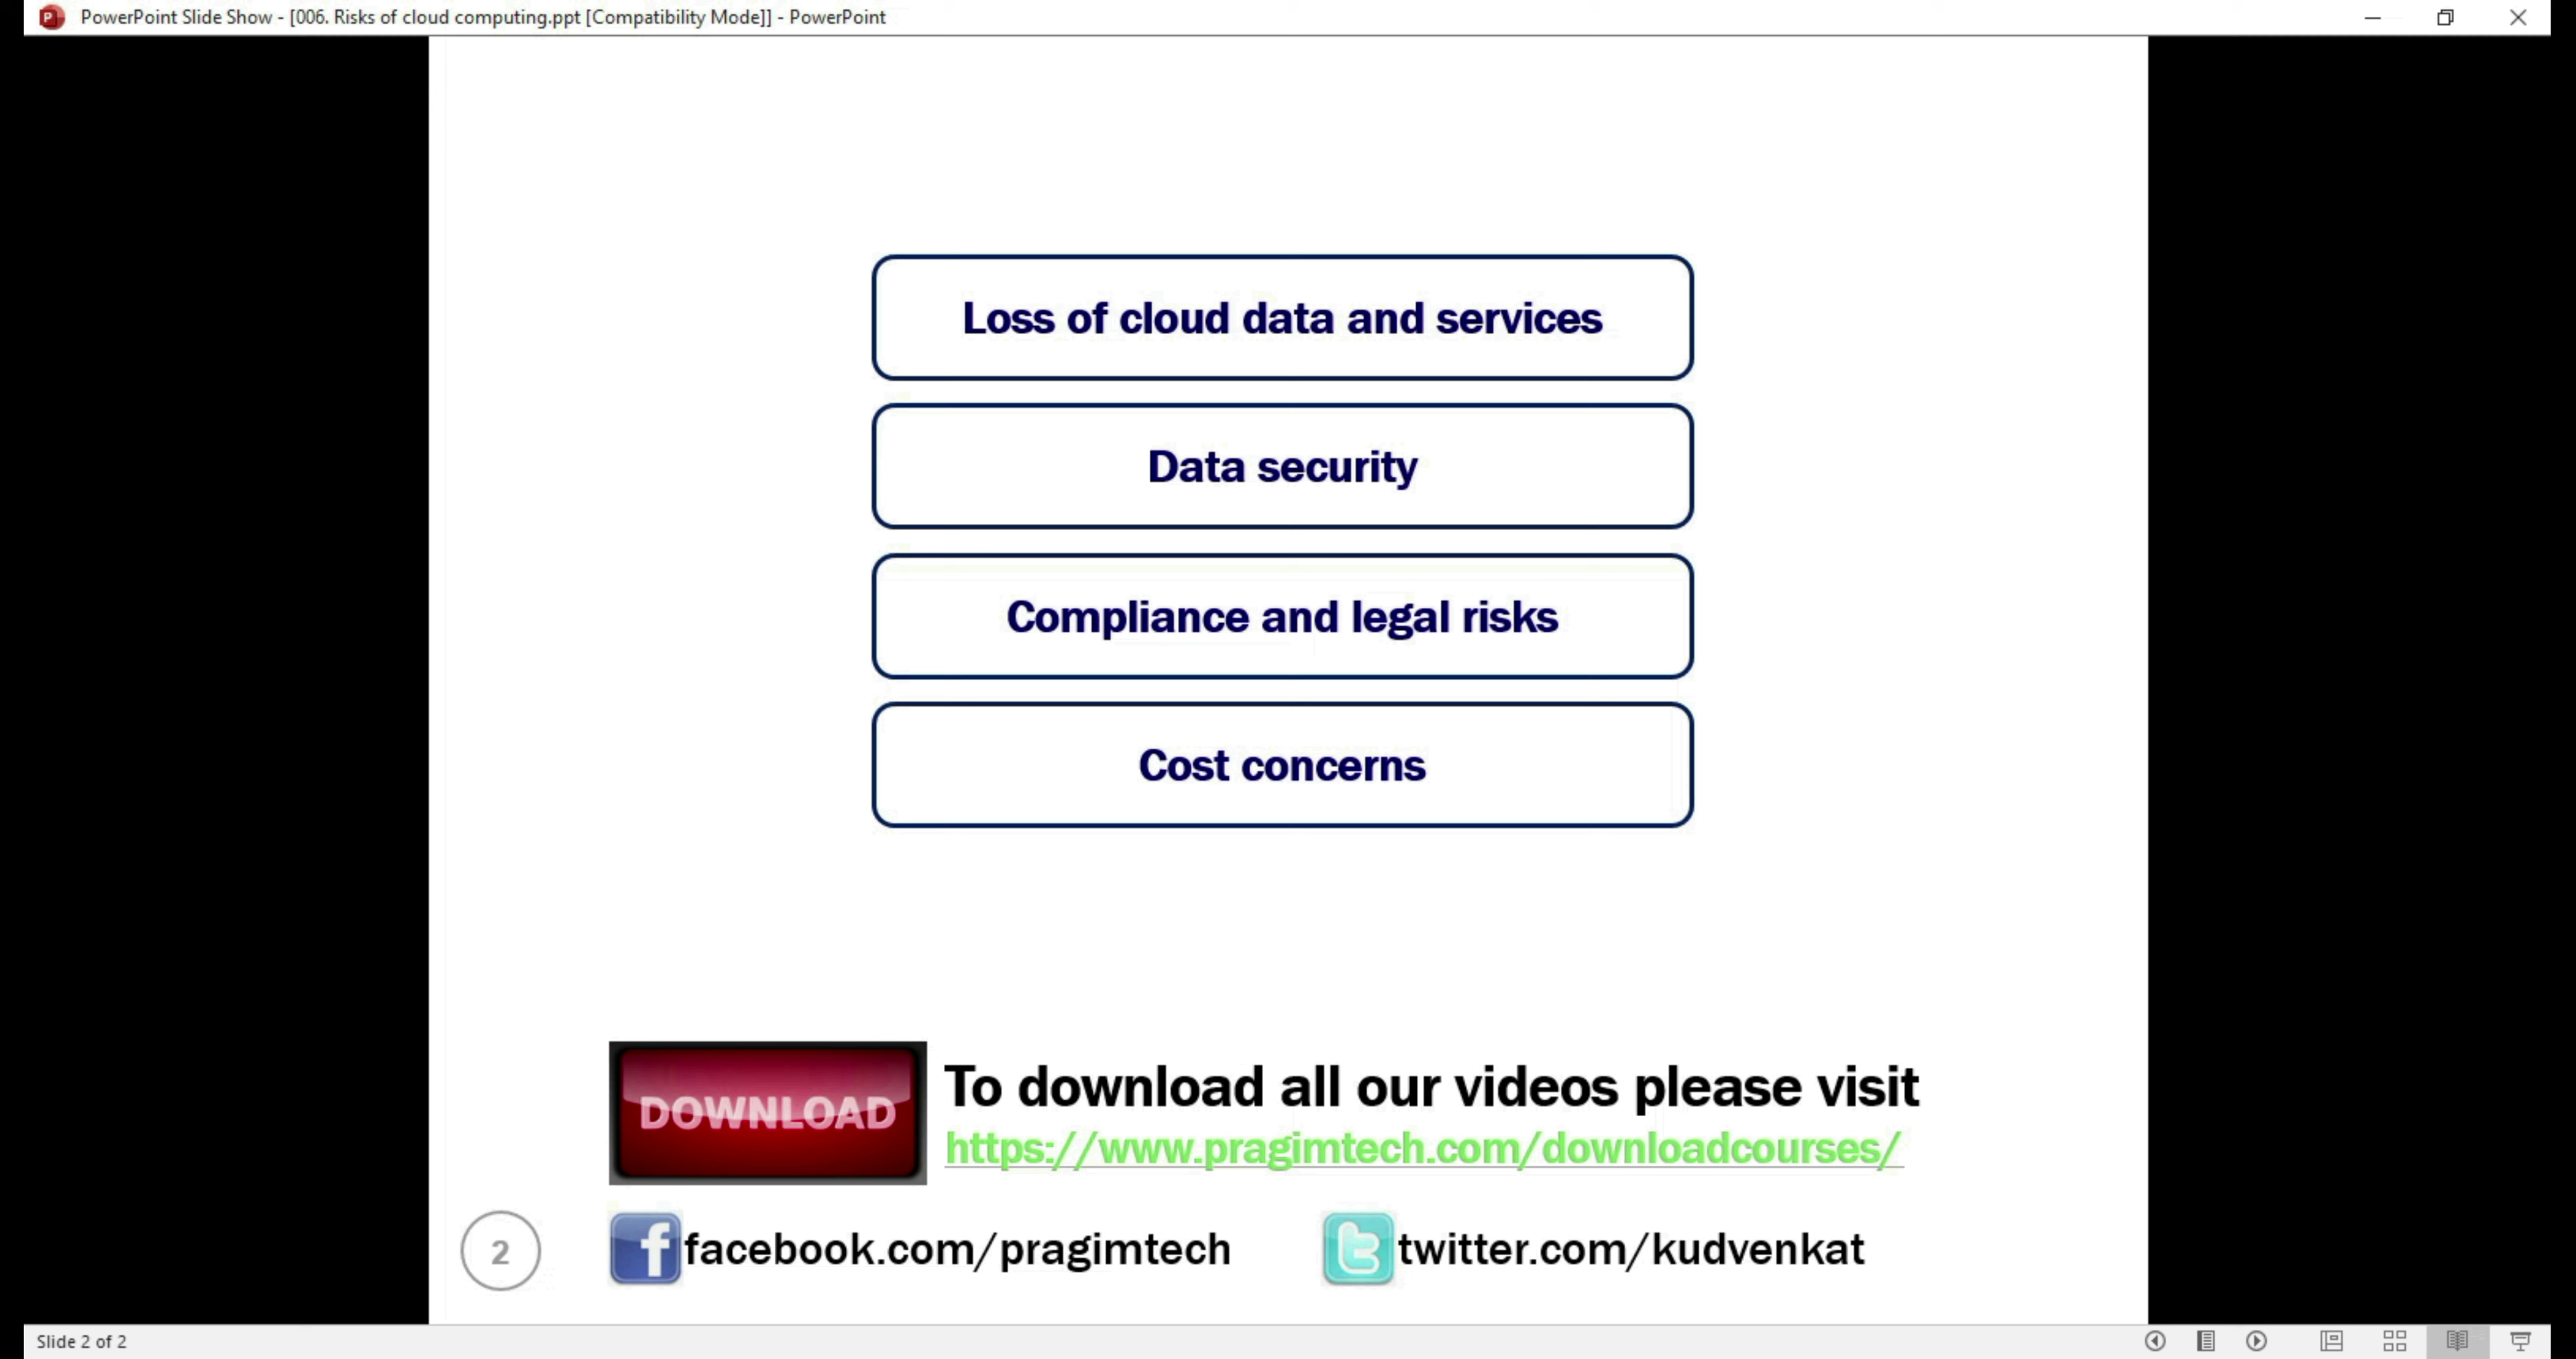 PowerPoint Slide Show - [006. Risks of cloud computing.ppt [Compatibility Mode]] - PowerPoint
Loss of cloud data and services
Data security
Compliance and legal risks
Cost concerns
DOWNLOAD
To download all our videos please visit
https://www.pragimtech.com/downloadcourses/
2
facebook.com/pragimtech
twitter.com/kudvenkat
Slide 2 of 2